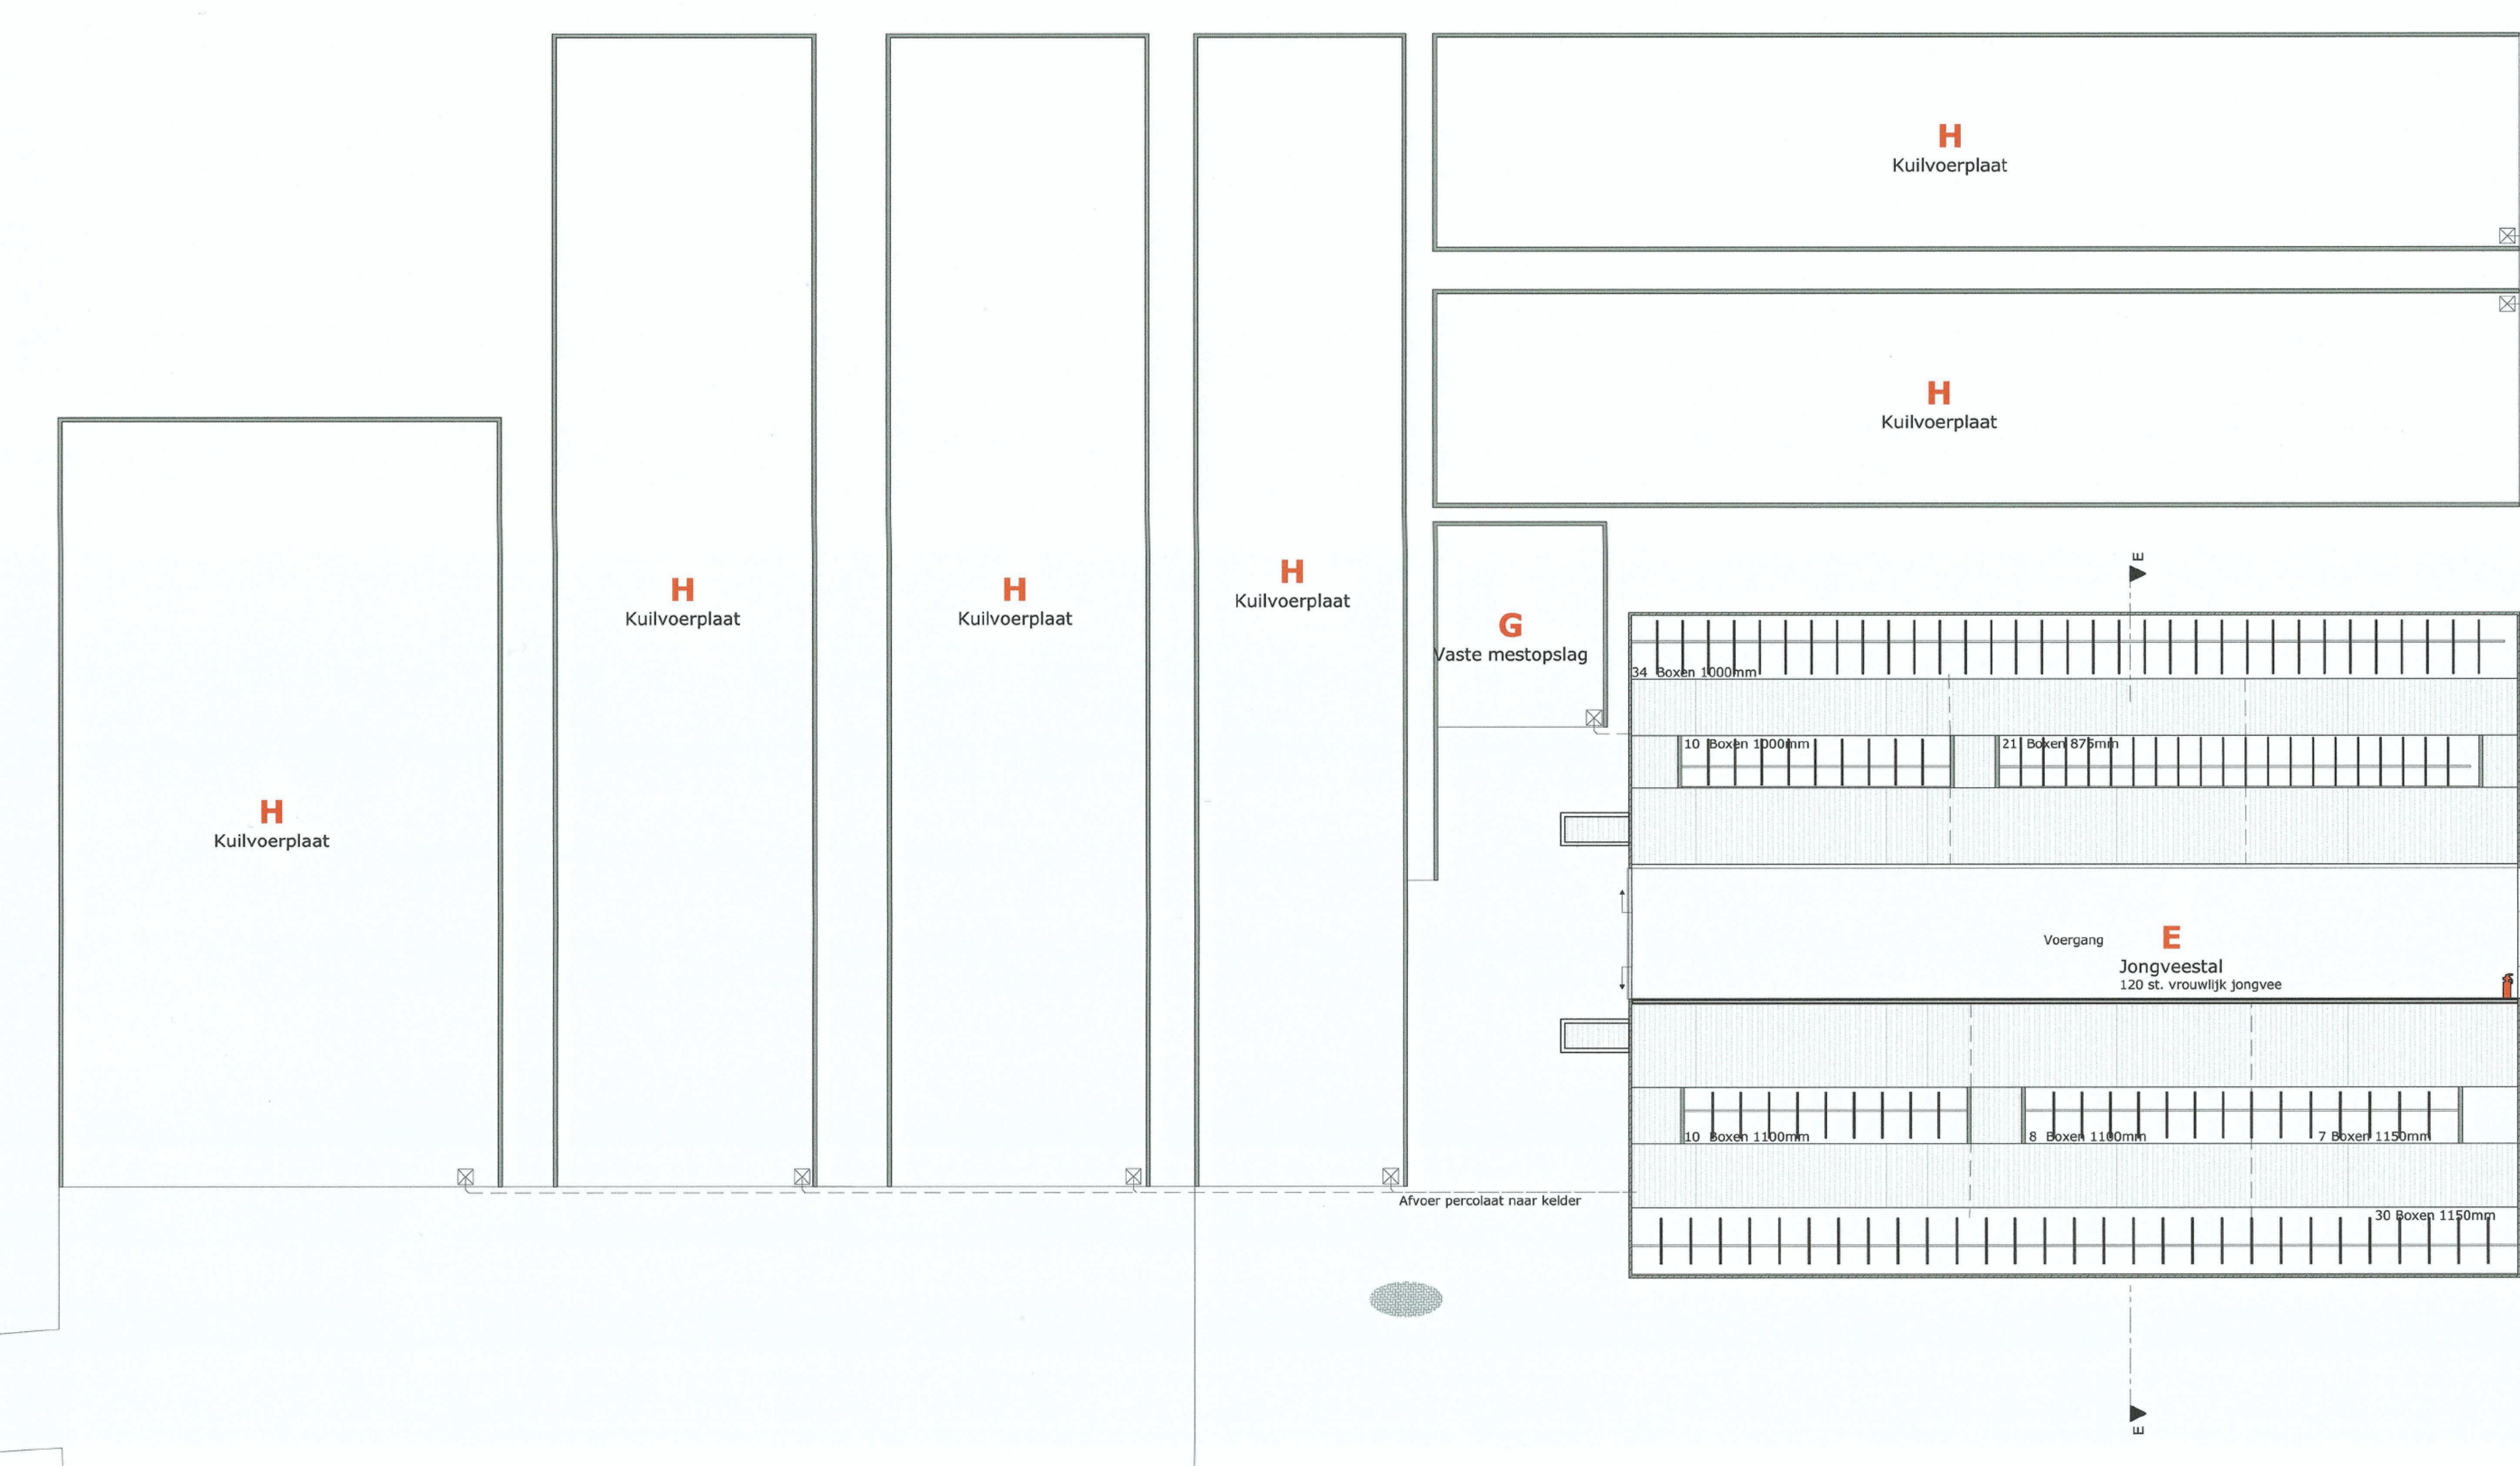 H
Kuilvoerplaat
H
Kuilvoerplaat
E
H
Kuilvoerplaat
H
Kuilvoerplaat
H
Kuilvoerplaat
G
Vaste mestopslag
34 Boxen 1000mm
10 Boxen 1000mm
21 Boxen 875mm
H
Kuilvoerplaat
Voergang
E
Jongveestal
120 st. vrouwlijk jongvee
10 Boxen 1100mm
8 Boxen 1100mm
7 Boxen 1150mm
Afvoer percolaat naar kelder
30 Boxen 1150mm
E